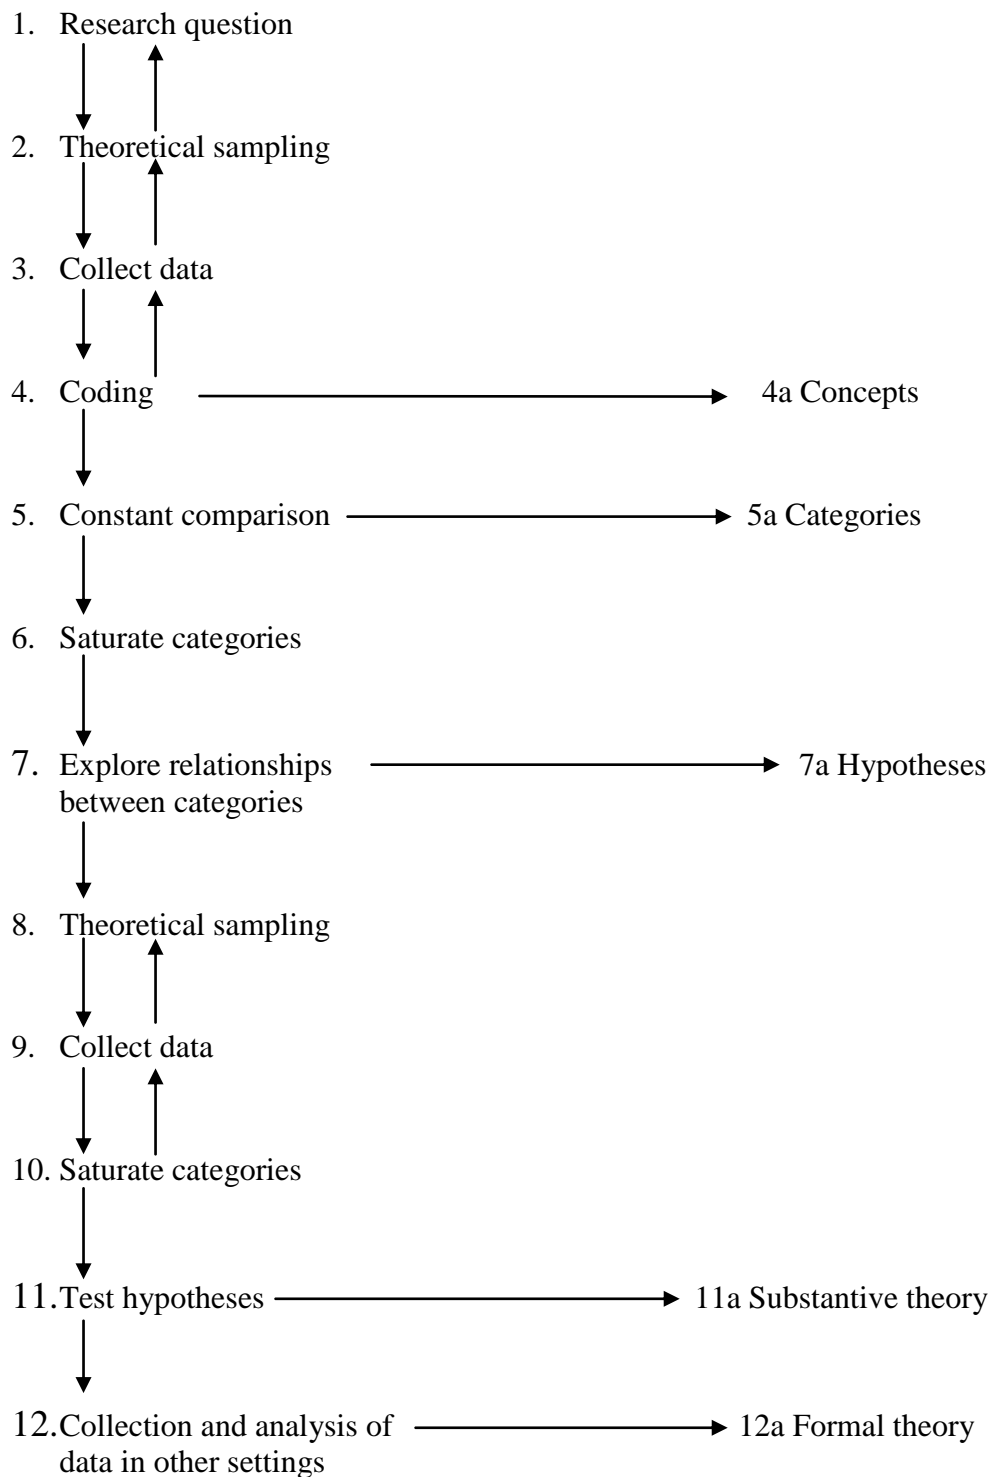 1. Research question
2. Theoretical sampling
3. Collect data
4. Coding 4a Concepts
5. Constant comparison 5a Categories
6. Saturate categories
7. Explore relationships 7a Hypotheses
between categories
8. Theoretical sampling
9. Collect data
10. Saturate categories
11. Test hypotheses 11a Substantive theory
12. Collection and analysis of 12a Formal theory
data in other settings